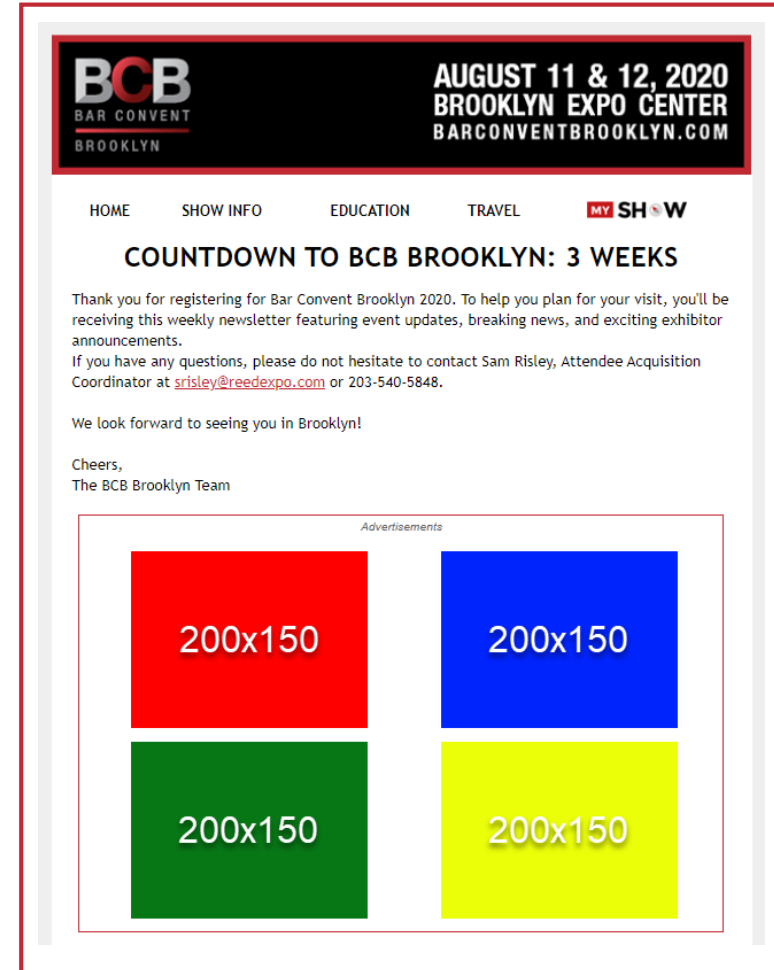 BCB
BAR CONVENT
BROOKLYN
AUGUST 11 & 12, 2020
BROOKLYN EXPO CENTER
BARCONVENTBROOKLYN.COM
HOME SHOW INFO EDUCATION TRAVEL MY SHOW
COUNTDOWN TO BCB BROOKLYN: 3 WEEKS
Thank you for registering for Bar Convent Brooklyn 2020. To help you plan for your visit, you'll be
receiving this weekly newsletter featuring event updates, breaking news, and exciting exhibitor
announcements.
If you have any questions, please do not hesitate to contact Sam Risley, Attendee Acquisition
Coordinator at srisley@reedexpo.com or 203-540-5848.
We look forward to seeing you in Brooklyn!
Cheers,
The BCB Brooklyn Team
Advertisements
200x150 200x150
200x150 200x150